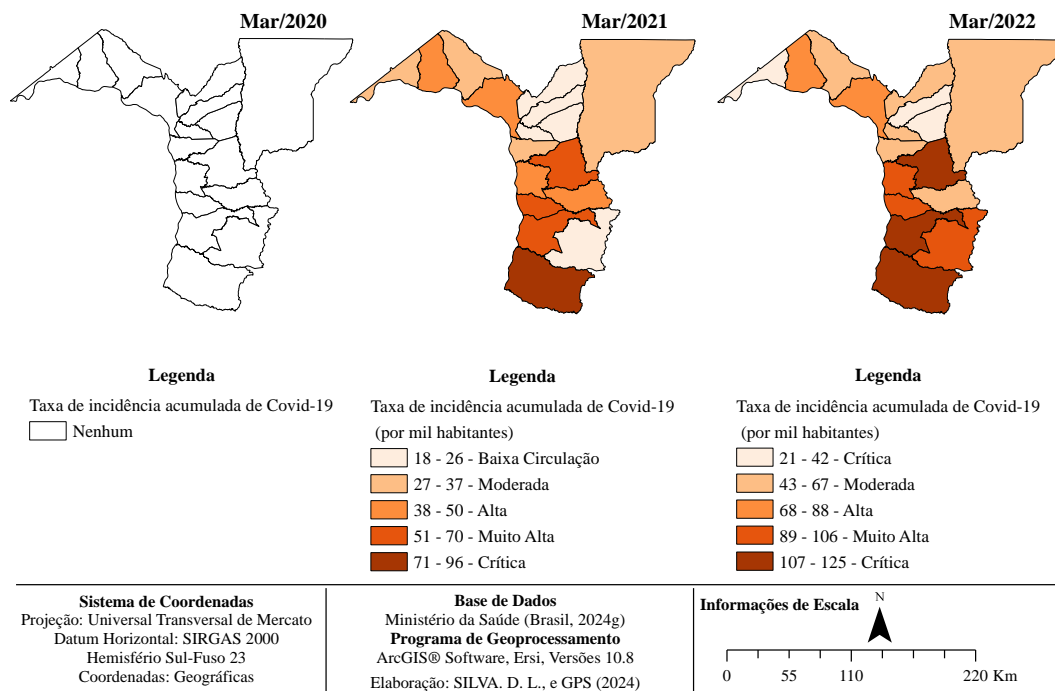 Mar/2020
Mar/2021
Mar/2022
Legenda
Taxa de incidência acumulada de Covid-19
Nenhum
Legenda
Taxa de incidência acumulada de Covid-19
(por mil habitantes)
18 - 26 - Baixa Circulação
27 - 37 - Moderada
38 - 50 - Alta
51 - 70 - Muito Alta
71 - 96 - Crítica
Legenda
Taxa de incidência acumulada de Covid-19
(por mil habitantes)
21 - 42 - Crítica
43 - 67 - Moderada
68 - 88 - Alta
89 - 106 - Muito Alta
107 - 125 - Crítica
Sistema de Coordenadas
Projeção: Universal Transversal de Mercato
Datum Horizontal: SIRGAS 2000
Hemisfério Sul-Fuso 23
Coordenadas: Geográficas
Base de Dados
Ministério da Saúde (Brasil, 2024g)
Programa de Geoprocessamento
ArcGIS® Software, Ersi, Versões 10.8
Elaboração: SILVA. D. L., e GPS (2024)
Informações de Escala
N
0 55 110 220 Km